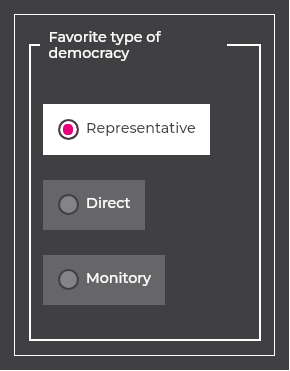 Favorite type of
democracy
Representative
Direct
Monitory